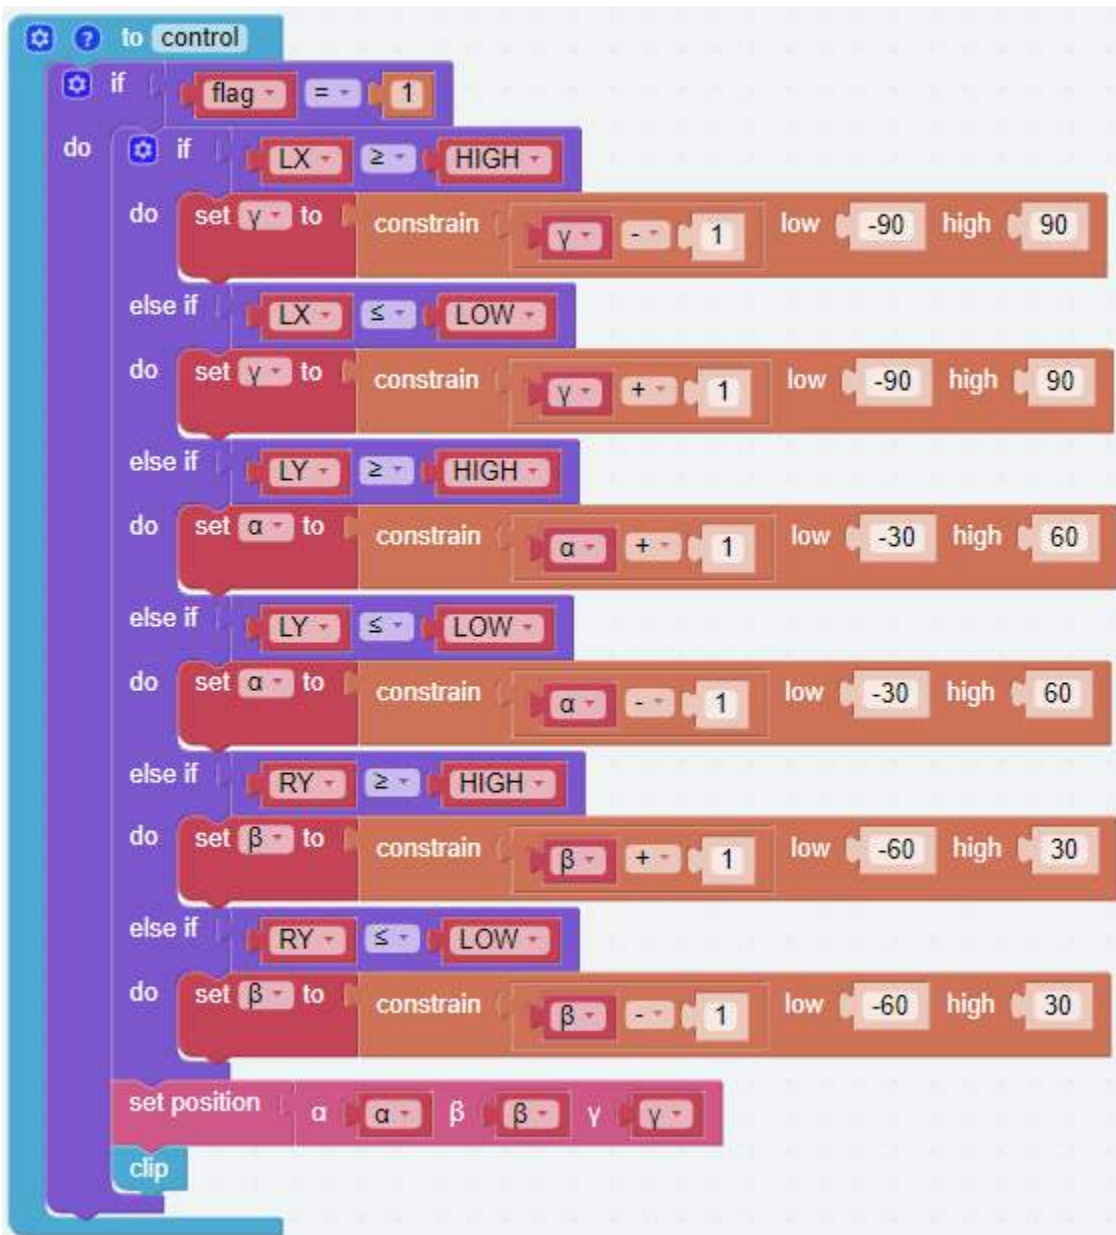 ? to control
if flag = 1
do if LX ≥ HIGH
do set γ to constrain γ - 1 low -90 high 90
else if LX ≤ LOW
do set γ to constrain γ + 1 low -90 high 90
else if LY ≥ HIGH
do set α to constrain α + 1 low -30 high 60
else if LY ≤ LOW
do set α to constrain α - 1 low -30 high 60
else if RY ≥ HIGH
do set β to constrain β + 1 low -60 high 30
else if RY ≤ LOW
do set β to constrain β - 1 low -60 high 30
set position α α β β γ γ
clip